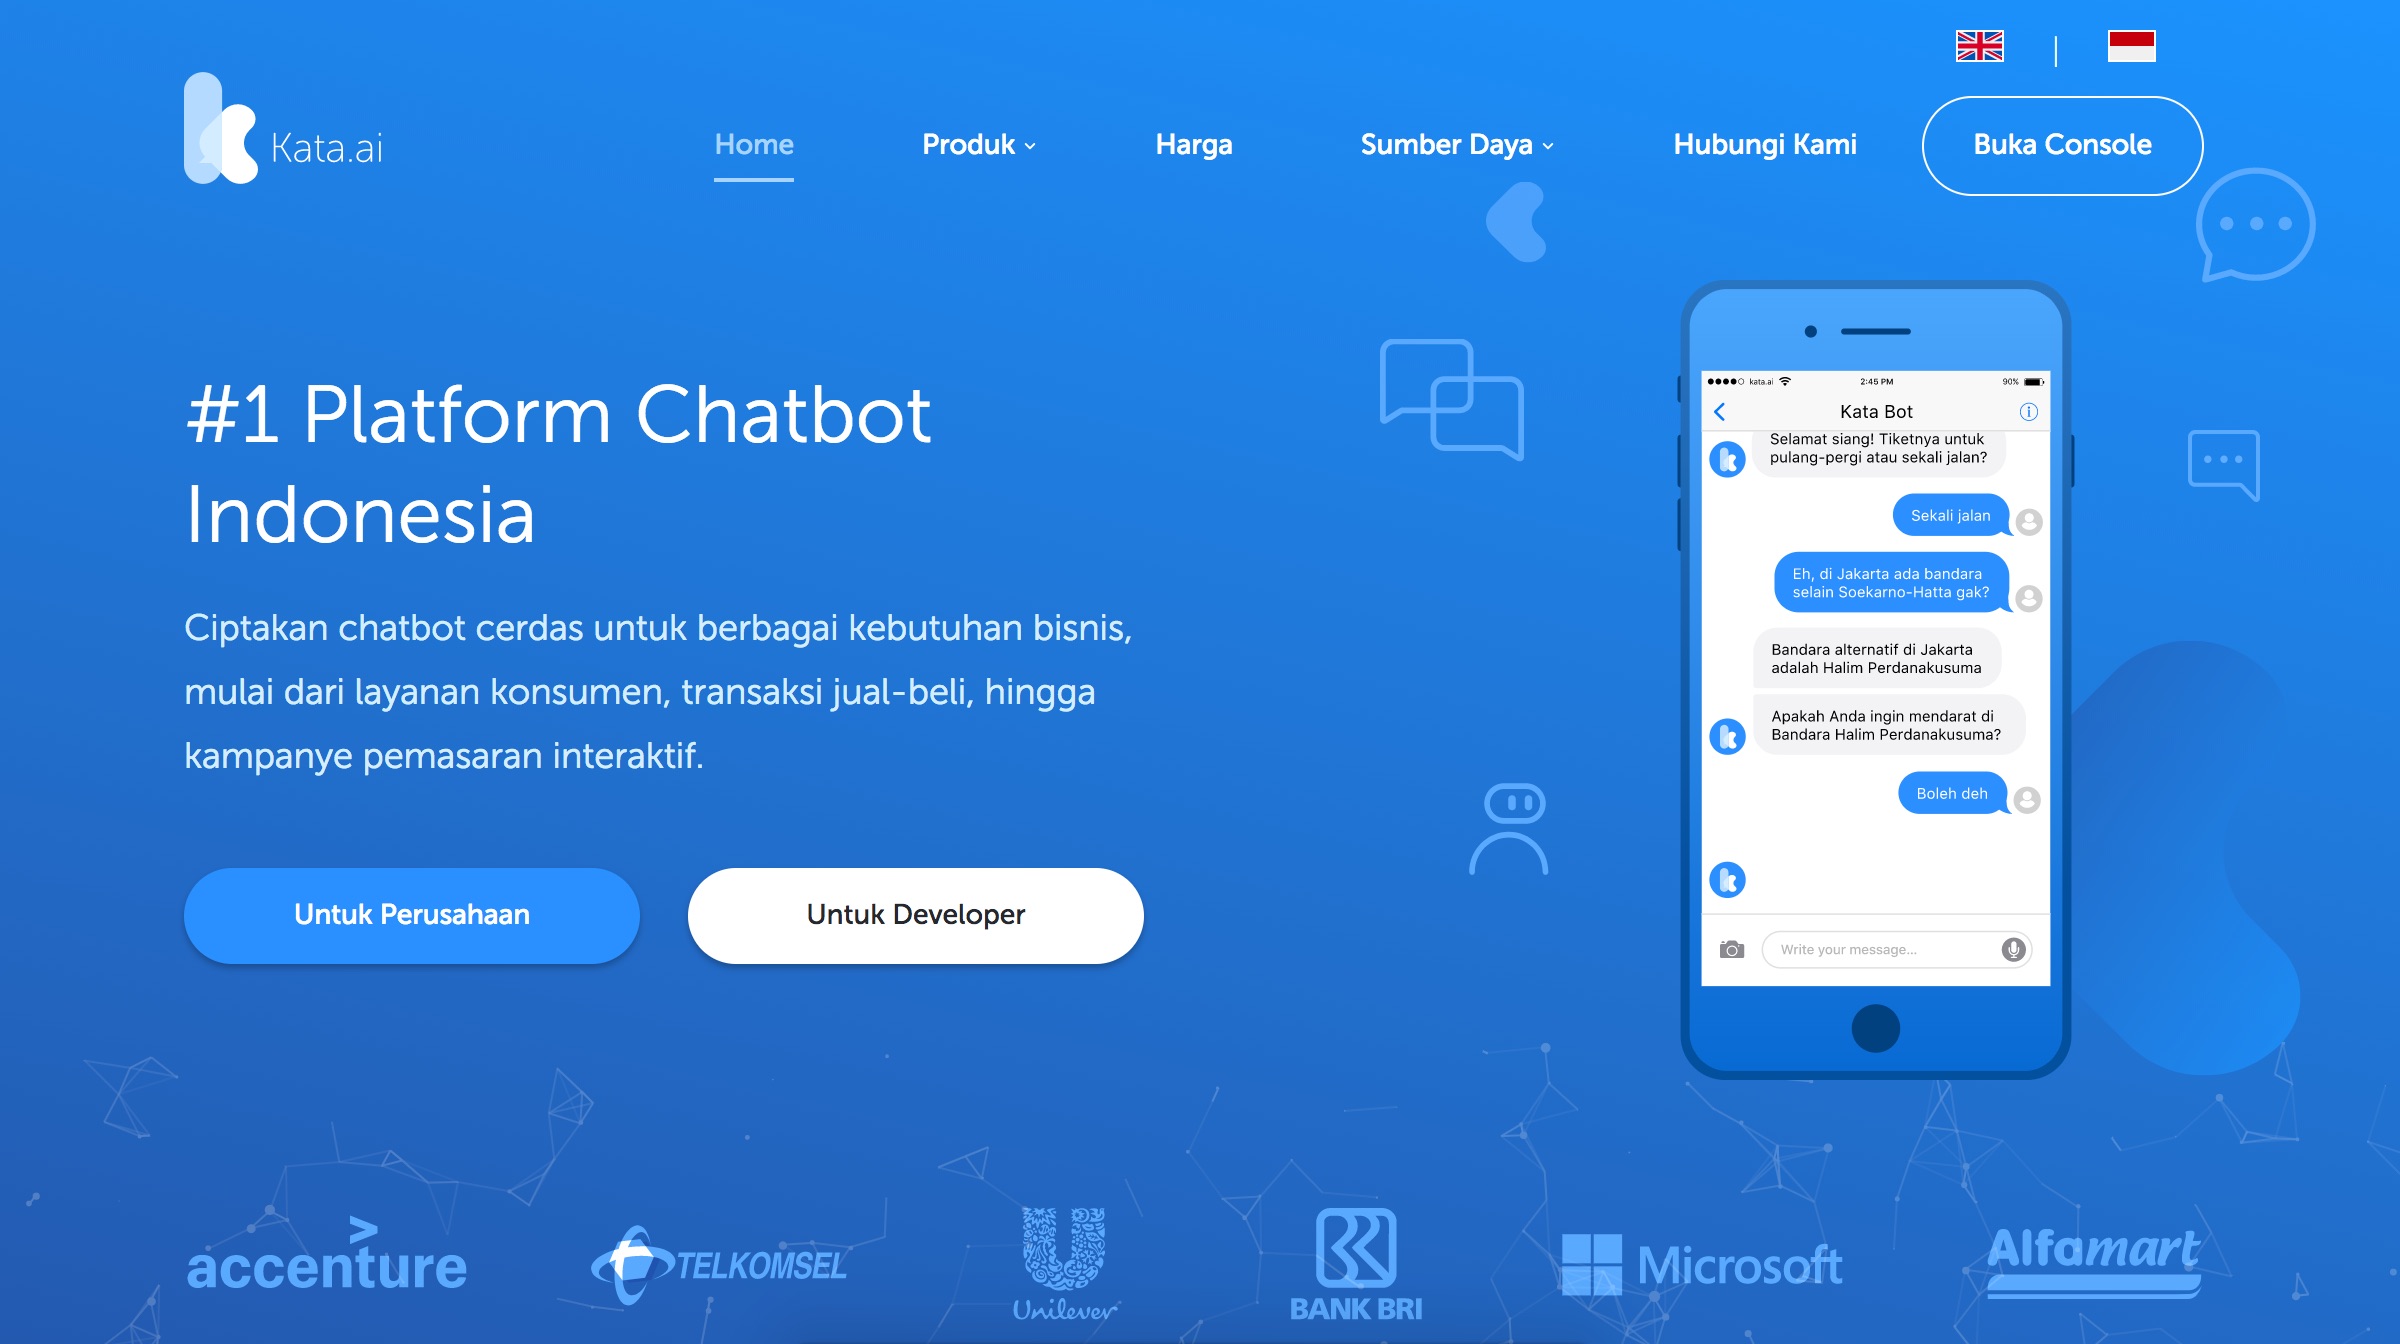 Kata.ai
Home
Produk
Harga
Sumber Daya
Hubungi Kami
Buka Console
#1 Platform Chatbot
Indonesia
Ciptakan chatbot cerdas untuk berbagai kebutuhan bisnis,
mulai dari layanan konsumen, transaksi jual-beli, hingga
kampanye pemasaran interaktif.
Untuk Perusahaan
Untuk Developer
kata.ai
2:45 PM
90%
Kata Bot
Selamat siang! Tiketnya untuk
pulang-pergi atau sekali jalan?
Sekali jalan
Eh, di Jakarta ada bandara
selain Soekarno-Hatta gak?
Bandara alternatif di Jakarta
adalah Halim Perdanakusuma
Apakah Anda ingin mendarat di
Bandara Halim Perdanakusuma?
Boleh deh
Write your message...
accenture
TELKOMSEL
Unilever
BANK BRI
Microsoft
Alfamart